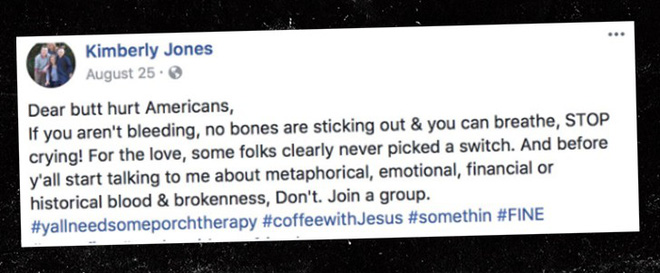 Kimberly Jones
August 25 ·
Dear butt hurt Americans,
If you aren't bleeding, no bones are sticking out & you can breathe, STOP
crying! For the love, some folks clearly never picked a switch. And before
y'all start talking to me about metaphorical, emotional, financial or
historical blood & brokenness, Don't. Join a group.
#yallneedsomeporchtherapy #coffeewithJesus #somethin #FINE